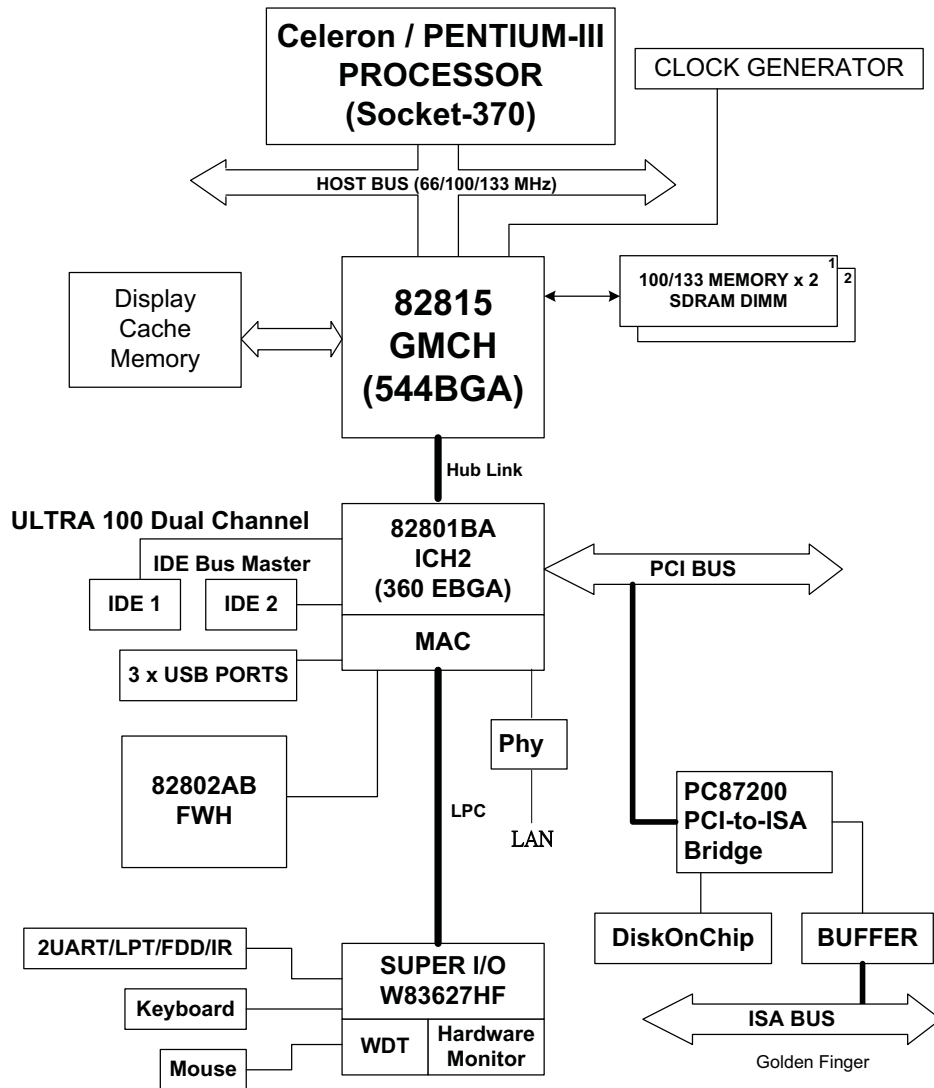 Celeron / PENTIUM-III
PROCESSOR
(Socket-370)
CLOCK GENERATOR
HOST BUS (66/100/133 MHz)
Display
Cache
Memory
82815
GMCH
(544BGA)
100/133 MEMORY x 2
SDRAM DIMM
1
2
Hub Link
ULTRA 100 Dual Channel
IDE Bus Master
IDE 1
IDE 2
82801BA
ICH2
(360 EBGA)
MAC
PCI BUS
3 x USB PORTS
82802AB
FWH
LPC
Phy
LAN
PC87200
PCI-to-ISA
Bridge
DiskOnChip
BUFFER
2UART/LPT/FDD/IR
Keyboard
Mouse
SUPER I/O
W83627HF
WDT
Hardware
Monitor
ISA BUS
Golden Finger